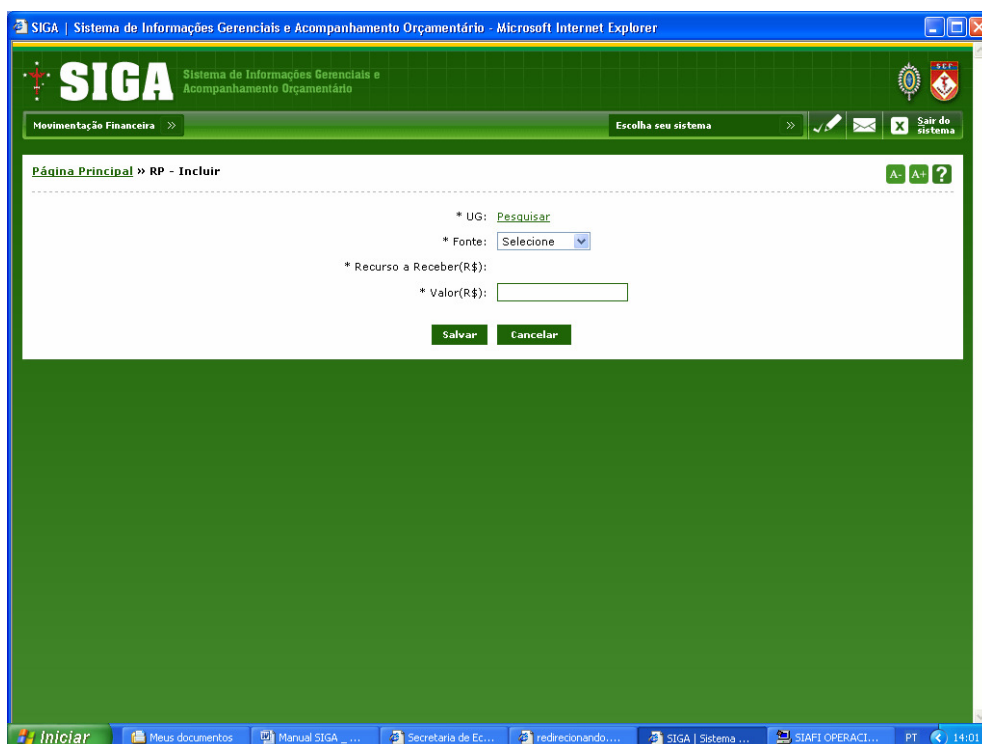 SIGA | Sistema de Informações Gerenciais e Acompanhamento Orçamentário - Microsoft Internet Explorer
SIGA
Sistema de Informações Gerenciais e
Acompanhamento Orçamentário
SEF
Movimentação Financeira »
Escolha seu sistema »
X
Sair do
sistema
Página Principal » RP - Incluir
A- A+ ?
* UG: Pesquisar
* Fonte: Selecione
* Recurso a Receber(R$):
* Valor(R$):
Salvar Cancelar
Iniciar Meus documentos Manual SIGA _ ... Secretaria de Ec... redirecionando.... SIGA | Sistema ... SIAFI OPERACI... PT 14:01